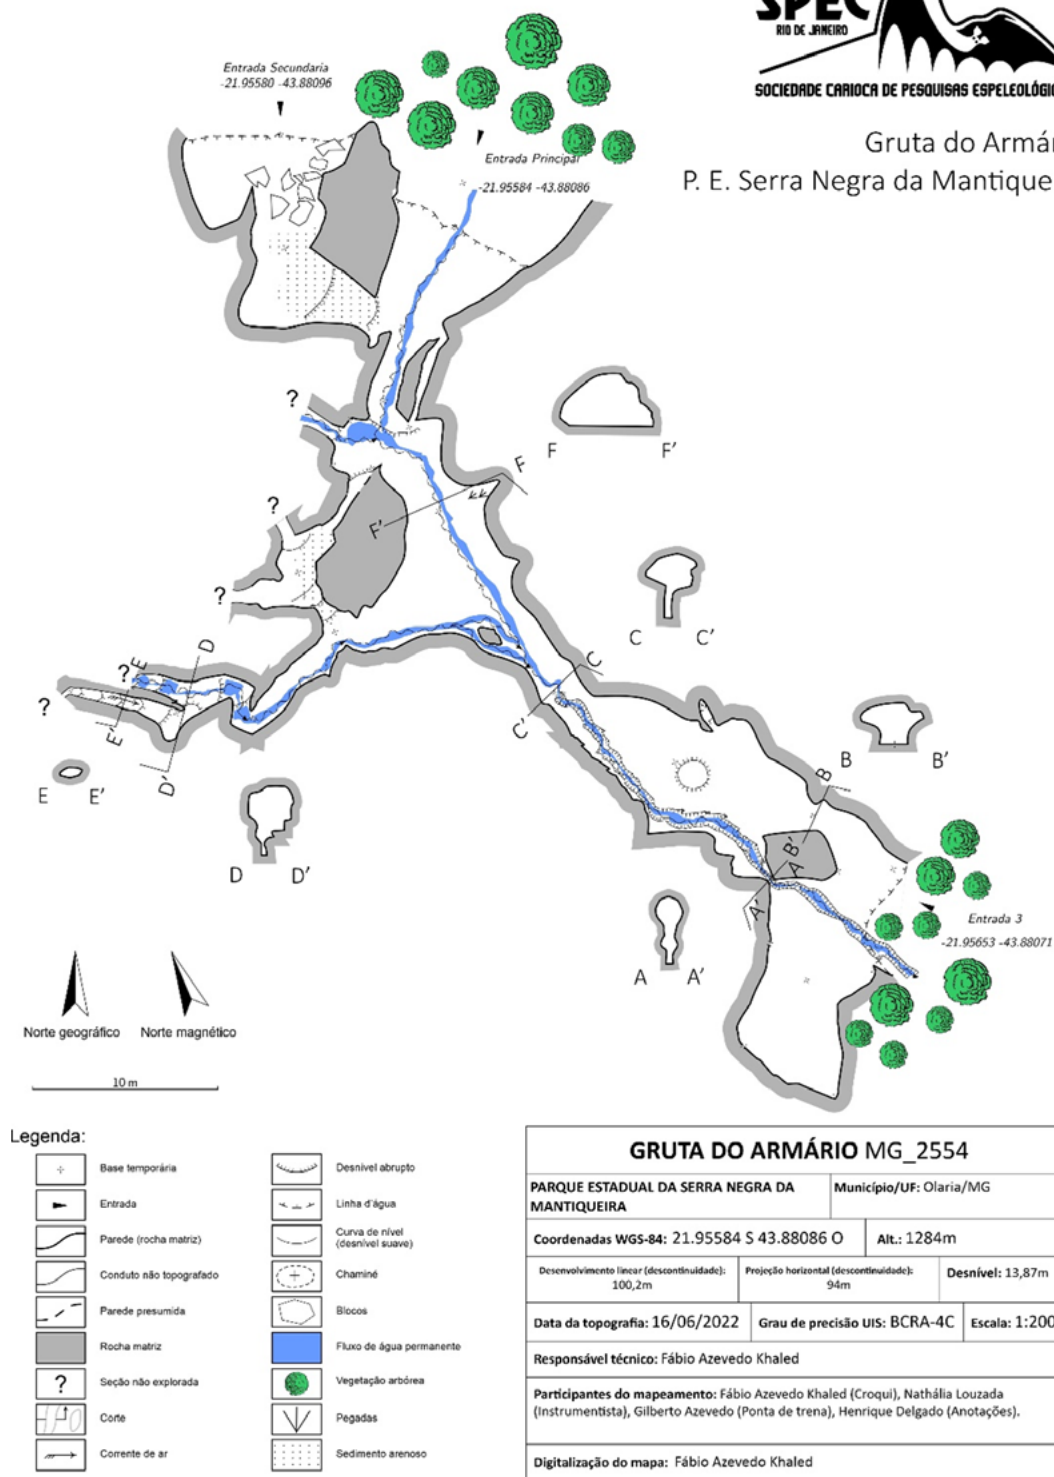 SPEC
RIO DE JANEIRO
SOCIEDADE CARIOCA DE PESQUISAS ESPELEOLÓGI
Gruta do Armár
P. E. Serra Negra da Mantique
Entrada Secundaria
-21.95580 -43.88096
Entrada Principal
-21.95584 -43.88086
?
F
F'
F
F'
?
?
C
C'
C
C'
D
E
?
?
E'
D'
E
E'
D
D'
B
B
B'
B'
A
A'
A
A'
Entrada 3
-21.95653 -43.88071
Norte geográfico
Norte magnético
10 m
Legenda:
Base temporária
Entrada
Parede (rocha matriz)
Conduto não topografado
Parede presumida
Rocha matriz
?
Seção não explorada
Corte
Corrente de ar
Desnível abrupto
Linha d'água
Curva de nível
(desnível suave)
Chaminé
Blocos
Fluxo de água permanente
Vegetação arbórea
Pegadas
Sedimento arenoso
GRUTA DO ARMÁRIO MG_2554
PARQUE ESTADUAL DA SERRA NEGRA DA
MANTIQUEIRA
Município/UF: Olaria/MG
Coordenadas WGS-84: 21.95584 S 43.88086 O
Alt.: 1284m
Desenvolvimento linear (descontinuidade):
100,2m
Projeção horizontal (descontinuidade):
94m
Desnível: 13,87m
Data da topografia: 16/06/2022
Grau de precisão UIS: BCRA-4C
Escala: 1:200
Responsável técnico: Fábio Azevedo Khaled
Participantes do mapeamento: Fábio Azevedo Khaled (Croqui), Nathália Louzada
(Instrumentista), Gilberto Azevedo (Ponta de trena), Henrique Delgado (Anotações).
Digitalização do mapa: Fábio Azevedo Khaled